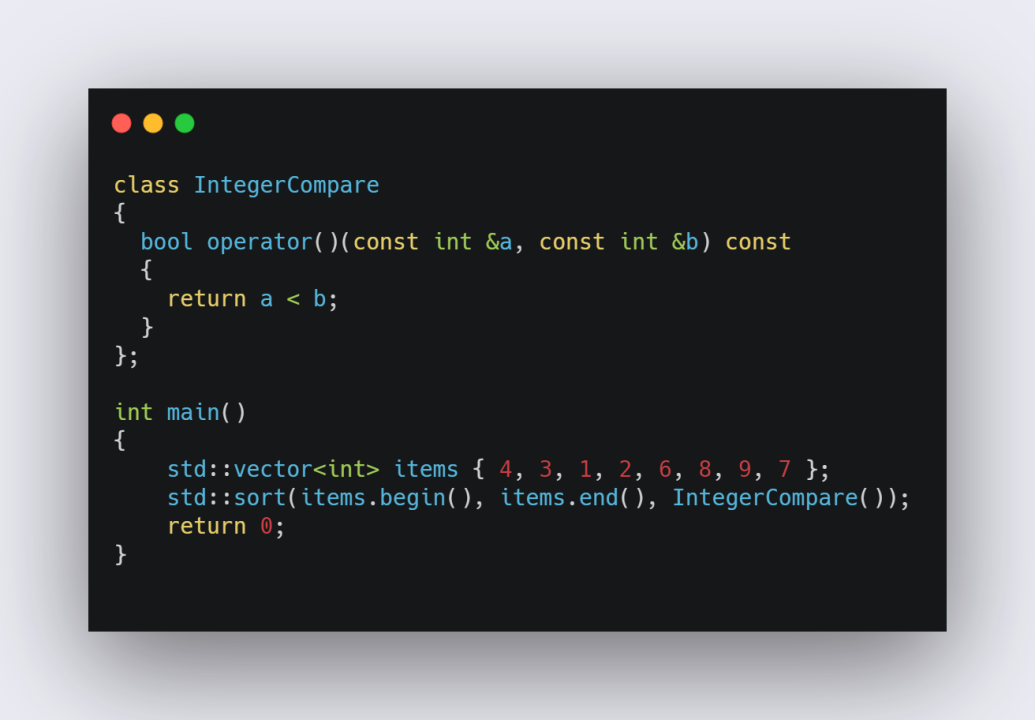 class IntegerCompare
{
  bool operator()(const int &a, const int &b) const
  {
    return a < b;
  }
};

int main()
{
    std::vector<int> items { 4, 3, 1, 2, 6, 8, 9, 7 };
    std::sort(items.begin(), items.end(), IntegerCompare());
    return 0;
}